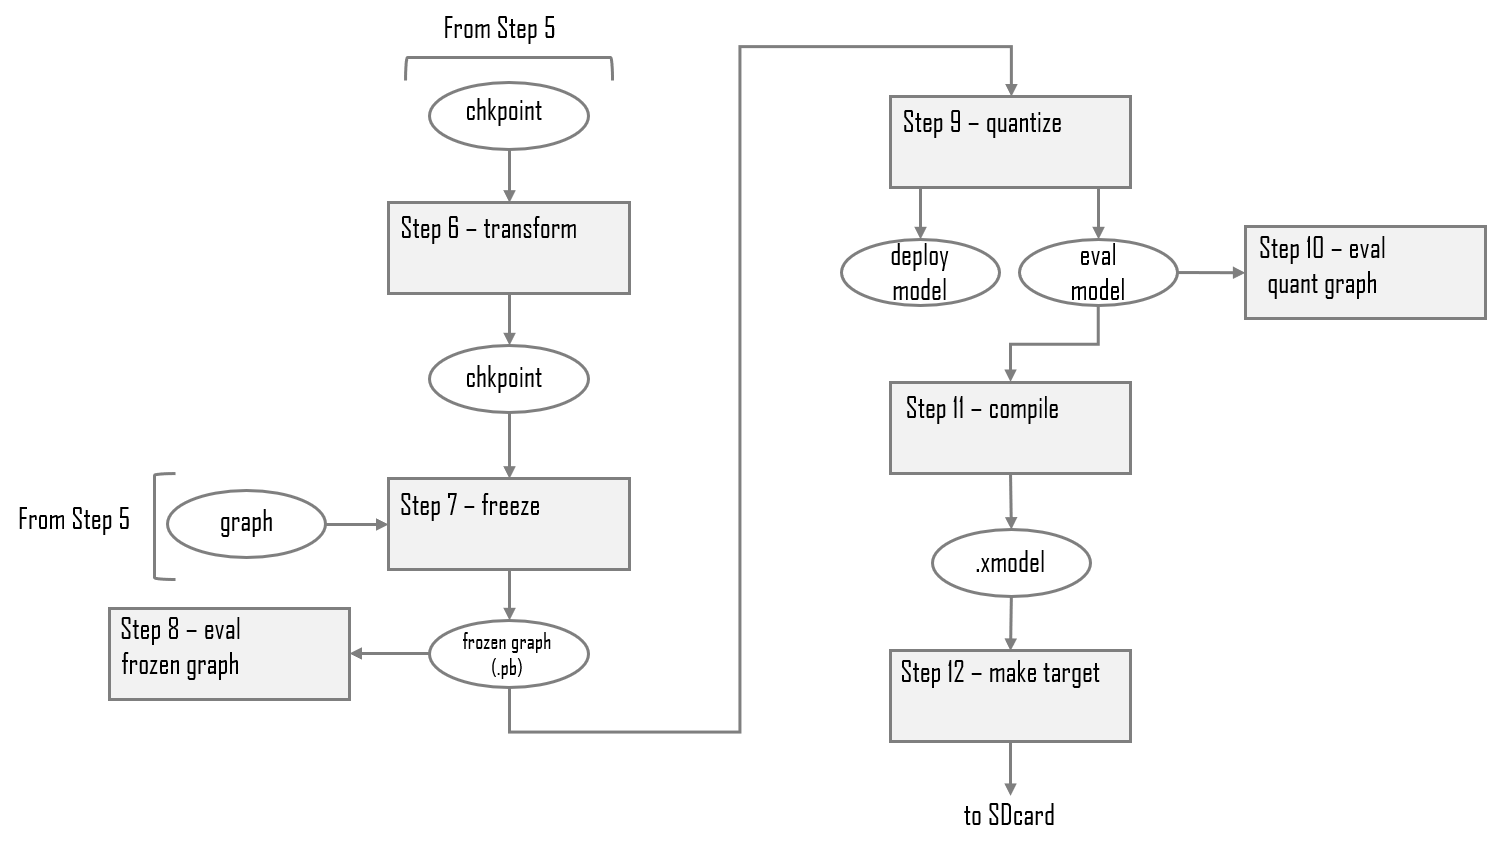 From Step 5
chkpoint
Step 6 – transform
chkpoint
From Step 5
graph
Step 7 – freeze
Step 8 – eval
frozen graph
frozen graph
(.pb)
Step 9 – quantize
deploy
model
eval
model
Step 10 – eval
quant graph
Step 11 – compile
.xmodel
Step 12 – make target
to SDcard